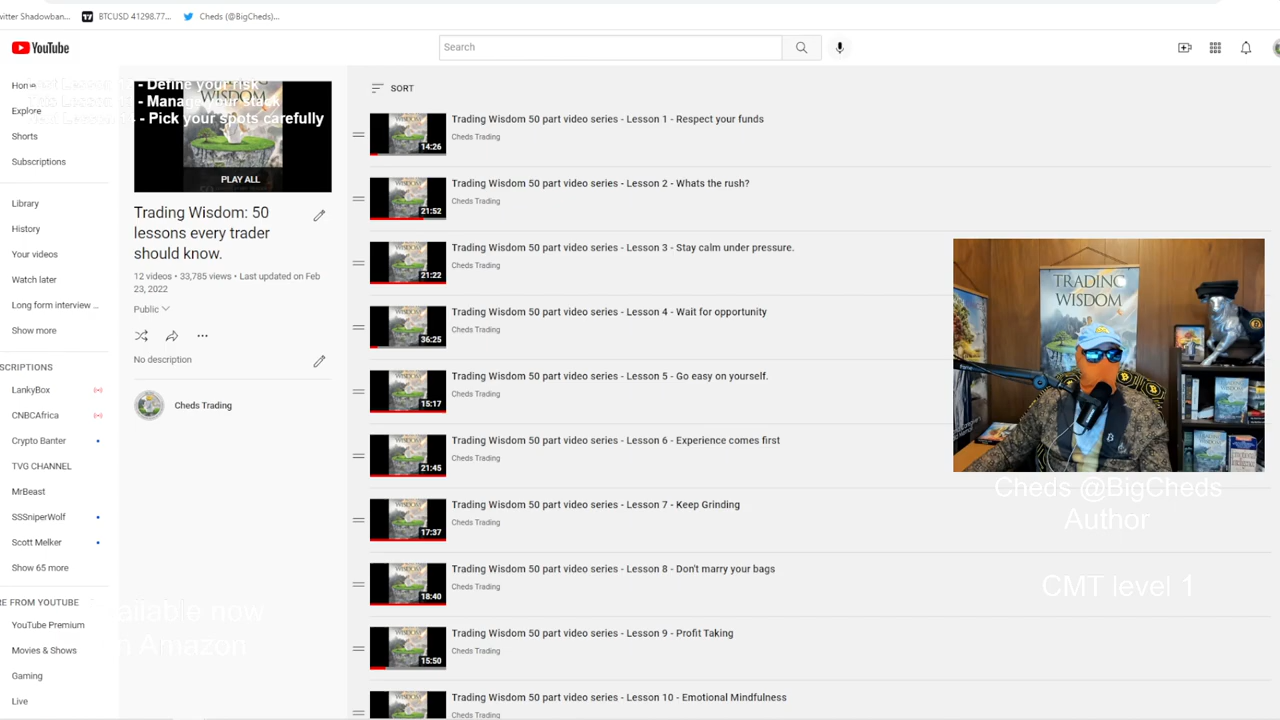 witter Shadowban...
BTCUSD 41298.77...
Cheds (@BigCheds)...
YouTube
Search
Home
Explore
Shorts
Subscriptions
Library
History
Your videos
Watch later
Long form interview ...
Show more
SCRIPTIONS
LankyBox
CNBCAfrica
Crypto Banter
TVG CHANNEL
MrBeast
SSSniperWolf
Scott Melker
Show 65 more
RE FROM YOUTUBE
YouTube Premium
Movies & Shows
Gaming
Live
- Define your risk
- Manage your stack
- Pick your spots carefully
WISDOM
PLAY ALL
Trading Wisdom: 50
lessons every trader
should know.
12 videos • 33,785 views • Last updated on Feb
23, 2022
Public
No description
Cheds Trading
ailable now
n Amazon
SORT
14:26
Trading Wisdom 50 part video series - Lesson 1 - Respect your funds
Cheds Trading
21:52
Trading Wisdom 50 part video series - Lesson 2 - Whats the rush?
Cheds Trading
21:22
Trading Wisdom 50 part video series - Lesson 3 - Stay calm under pressure.
Cheds Trading
36:25
Trading Wisdom 50 part video series - Lesson 4 - Wait for opportunity
Cheds Trading
15:17
Trading Wisdom 50 part video series - Lesson 5 - Go easy on yourself.
Cheds Trading
21:45
Trading Wisdom 50 part video series - Lesson 6 - Experience comes first
Cheds Trading
17:37
Trading Wisdom 50 part video series - Lesson 7 - Keep Grinding
Cheds Trading
18:40
Trading Wisdom 50 part video series - Lesson 8 - Don't marry your bags
Cheds Trading
15:50
Trading Wisdom 50 part video series - Lesson 9 - Profit Taking
Cheds Trading
Trading Wisdom 50 part video series - Lesson 10 - Emotional Mindfulness
Cheds Trading
TRADING
WISDOM
Cheds @BigCheds
Author
CMT level 1